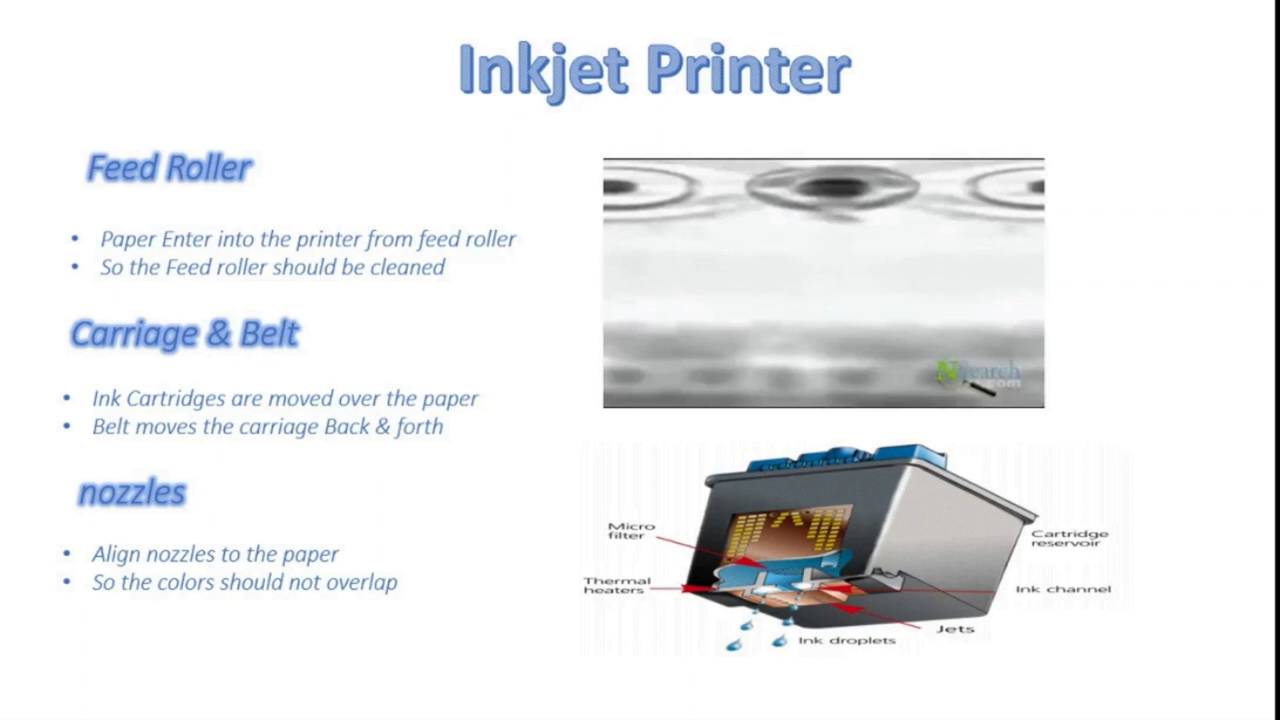 Inkjet Printer
Feed Roller
• Paper Enter into the printer from feed roller
• So the Feed roller should be cleaned
Carriage & Belt
• Ink Cartridges are moved over the paper
• Belt moves the carriage Back & forth
nozzles
• Align nozzles to the paper
• So the colors should not overlap
NSearch
.com
Micro
filter
Thermal
heaters
Cartridge
reservoir
Ink channel
Jets
Ink droplets